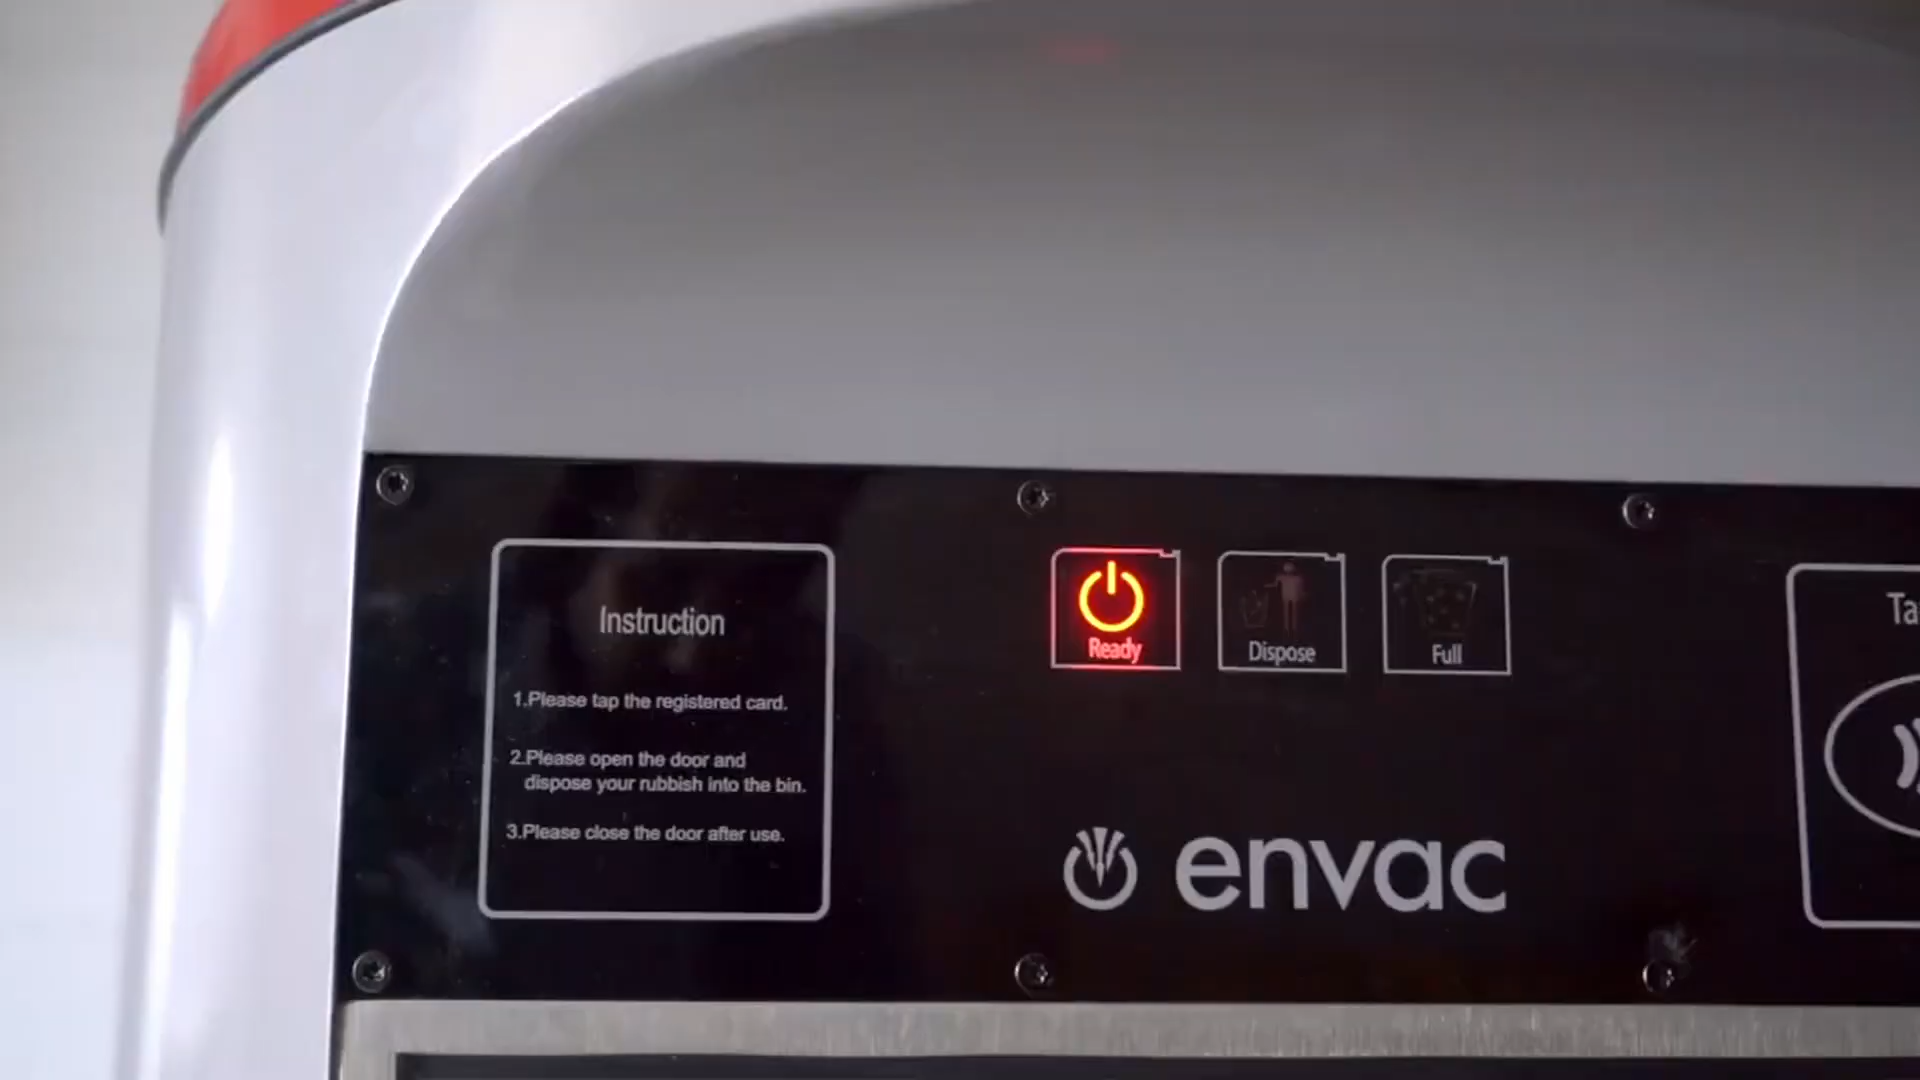 Instruction
1.Please tap the registered card.
2.Please open the door and
dispose your rubbish into the bin.
3.Please close the door after use.
Ready
Dispose
Full
envac
Ta